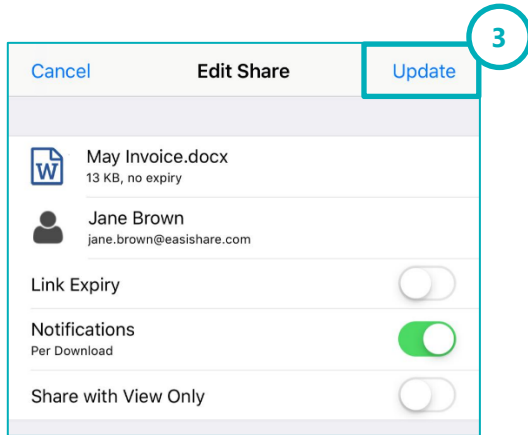 3
Cancel Edit Share Update
May Invoice.docx
13 KB, no expiry
Jane Brown
jane.brown@easishare.com
Link Expiry
Notifications
Per Download
Share with View Only